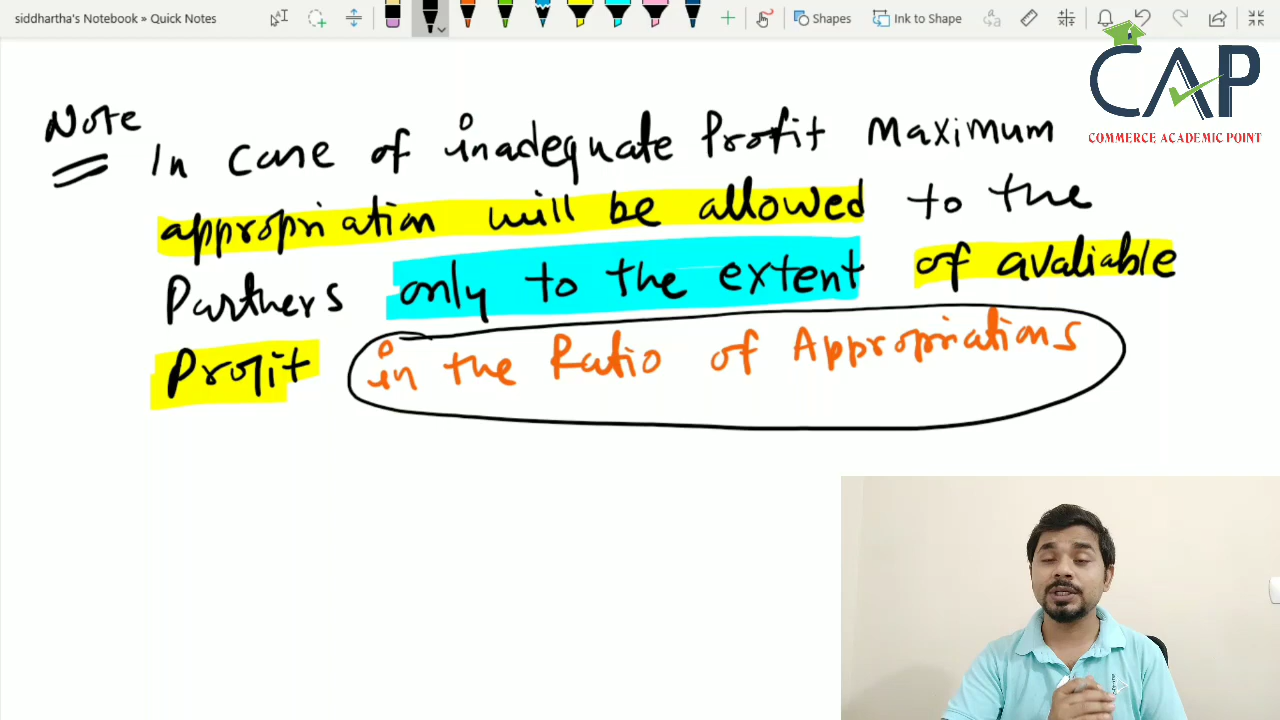 siddhartha's Notebook » Quick Notes
Shapes
Ink to Shape
CAP
COMMERCE ACADEMIC POINT
Note
In case of inadequate Profit Maximum
appropriation will be allowed to the
Partners only to the extent of avaliable
Profit in the Ratio of Appropriations